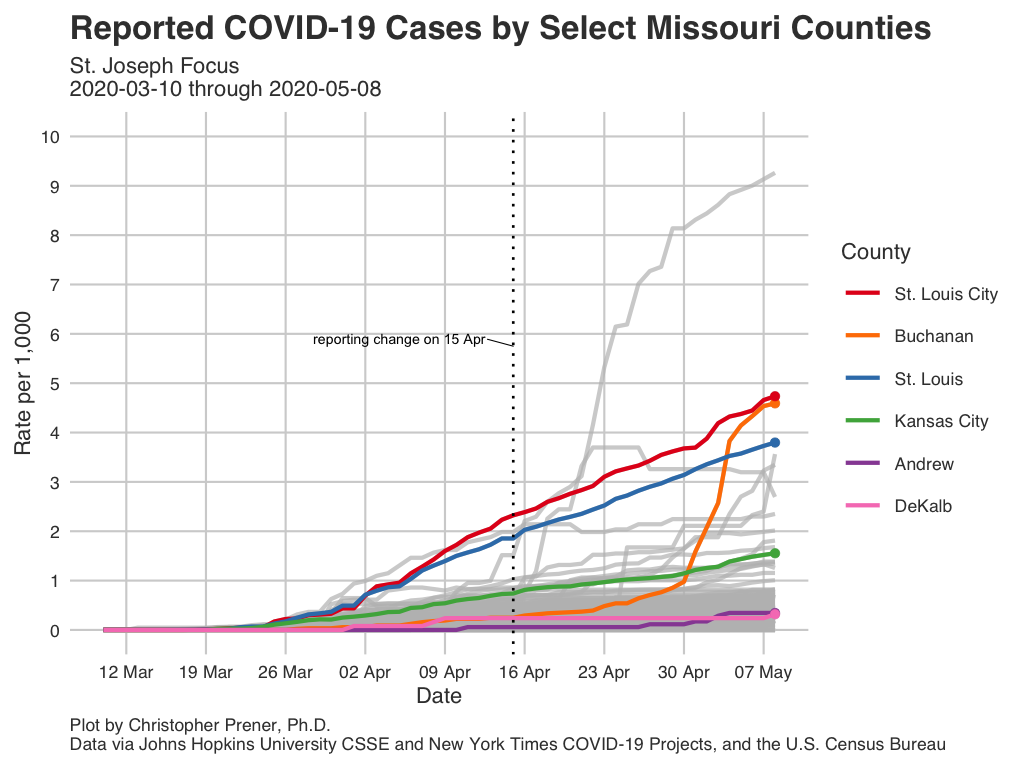 Reported COVID-19 Cases by Select Missouri Counties
St. Joseph Focus
2020-03-10 through 2020-05-08
10
9
8
7
6
5
4
3
2
1
0
Rate per 1,000
reporting change on 15 Apr
12 Mar
19 Mar
26 Mar
02 Apr
09 Apr
16 Apr
23 Apr
30 Apr
07 May
Date
County
St. Louis City
Buchanan
St. Louis
Kansas City
Andrew
DeKalb
Plot by Christopher Prener, Ph.D.
Data via Johns Hopkins University CSSE and New York Times COVID-19 Projects, and the U.S. Census Bureau